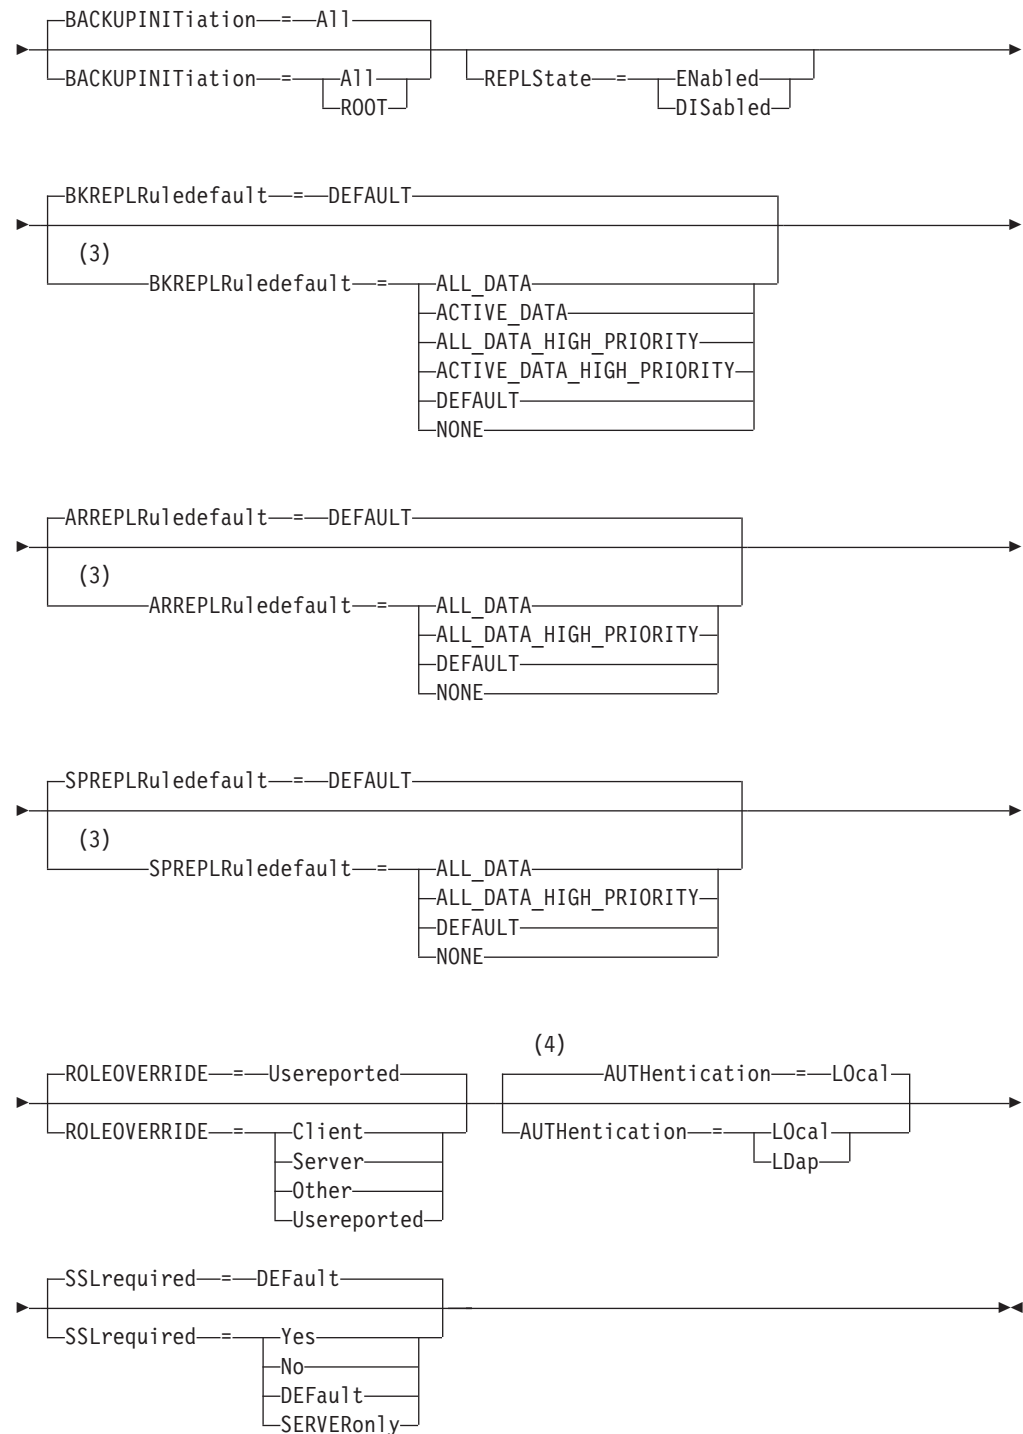 BACKUPINITiation = All
BACKUPINITiation = All
ROOT
REPLState = ENabled
DISabled
BKREPLRuledefault = DEFAULT
(3)
BKREPLRuledefault = ALL_DATA
ACTIVE_DATA
ALL_DATA_HIGH_PRIORITY
ACTIVE_DATA_HIGH_PRIORITY
DEFAULT
NONE
ARREPLRuledefault = DEFAULT
(3)
ARREPLRuledefault = ALL_DATA
ALL_DATA_HIGH_PRIORITY
DEFAULT
NONE
SPREPLRuledefault = DEFAULT
(3)
SPREPLRuledefault = ALL_DATA
ALL_DATA_HIGH_PRIORITY
DEFAULT
NONE
ROLEOVERRIDE = Usereported
ROLEOVERRIDE = Client
Server
Other
Usereported
(4)
AUTHentication = LOcal
AUTHentication = LOcal
LDap
SSLrequired = DEFault
SSLrequired = Yes
No
DEFault
SERVERonly